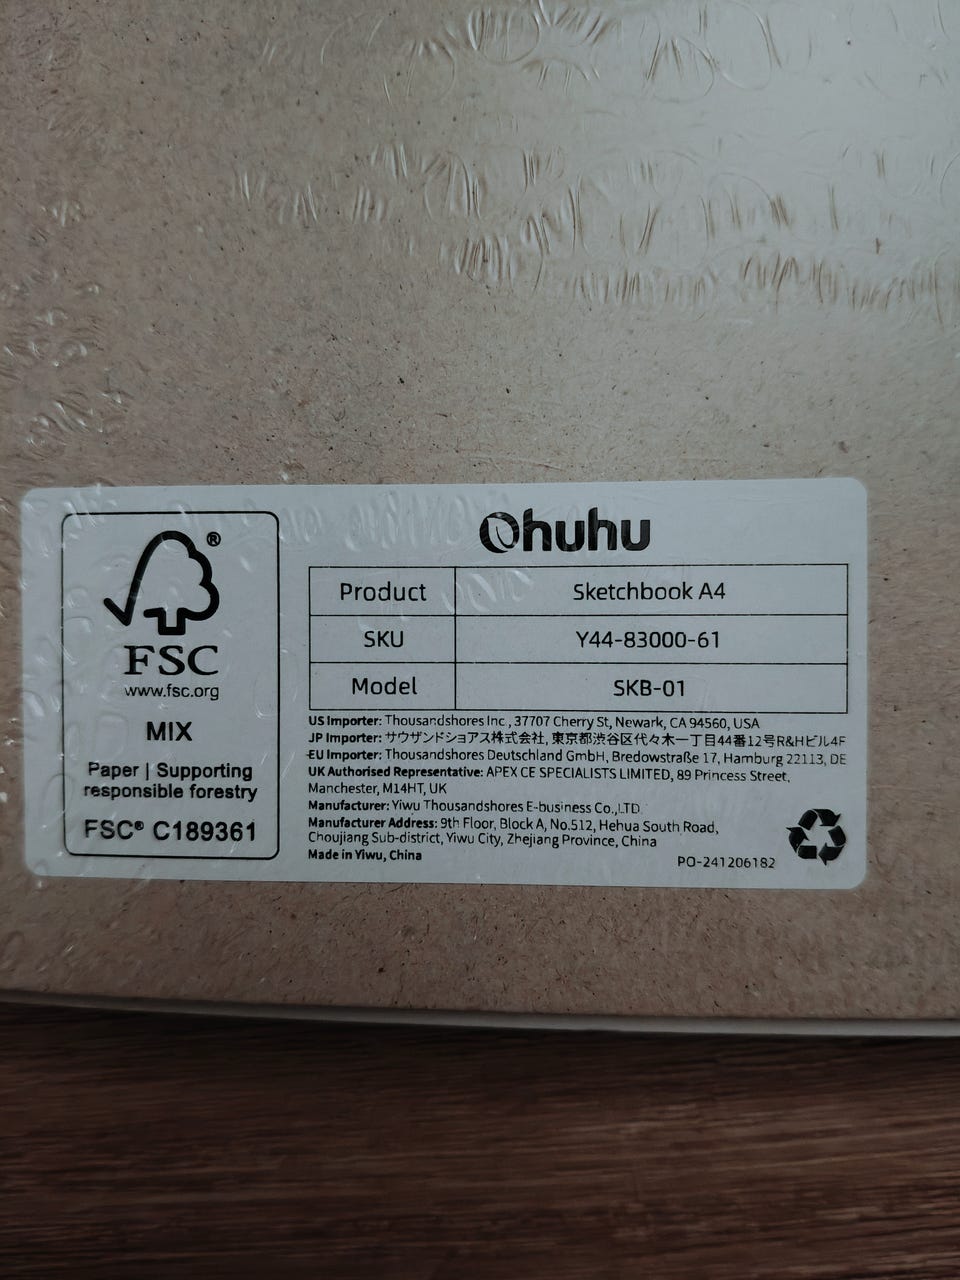 ®
FSC
www.fsc.org
MIX
Paper | Supporting
responsible forestry
FSC® C189361
Ohuhu
Product Sketchbook A4
SKU Y44-83000-61
Model SKB-01
US Importer: Thousandshores Inc., 37707 Cherry St, Newark, CA 94560, USA
JP Importer: サウザンドショアス株式会社, 東京都渋谷区代々木一丁目44番12号R&Hビル4F
EU Importer: Thousandshores Deutschland GmbH, Bredowstraße 17, Hamburg 22113, DE
UK Authorised Representative: APEX CE SPECIALISTS LIMITED, 89 Princess Street,
Manchester, M14HT, UK
Manufacturer: Yiwu Thousandshores E-business Co.,LTD.
Manufacturer Address: 9th Floor, Block A, No.512, Hehua South Road,
Choujiang Sub-district, Yiwu City, Zhejiang Province, China
Made in Yiwu, China
PO-241206182